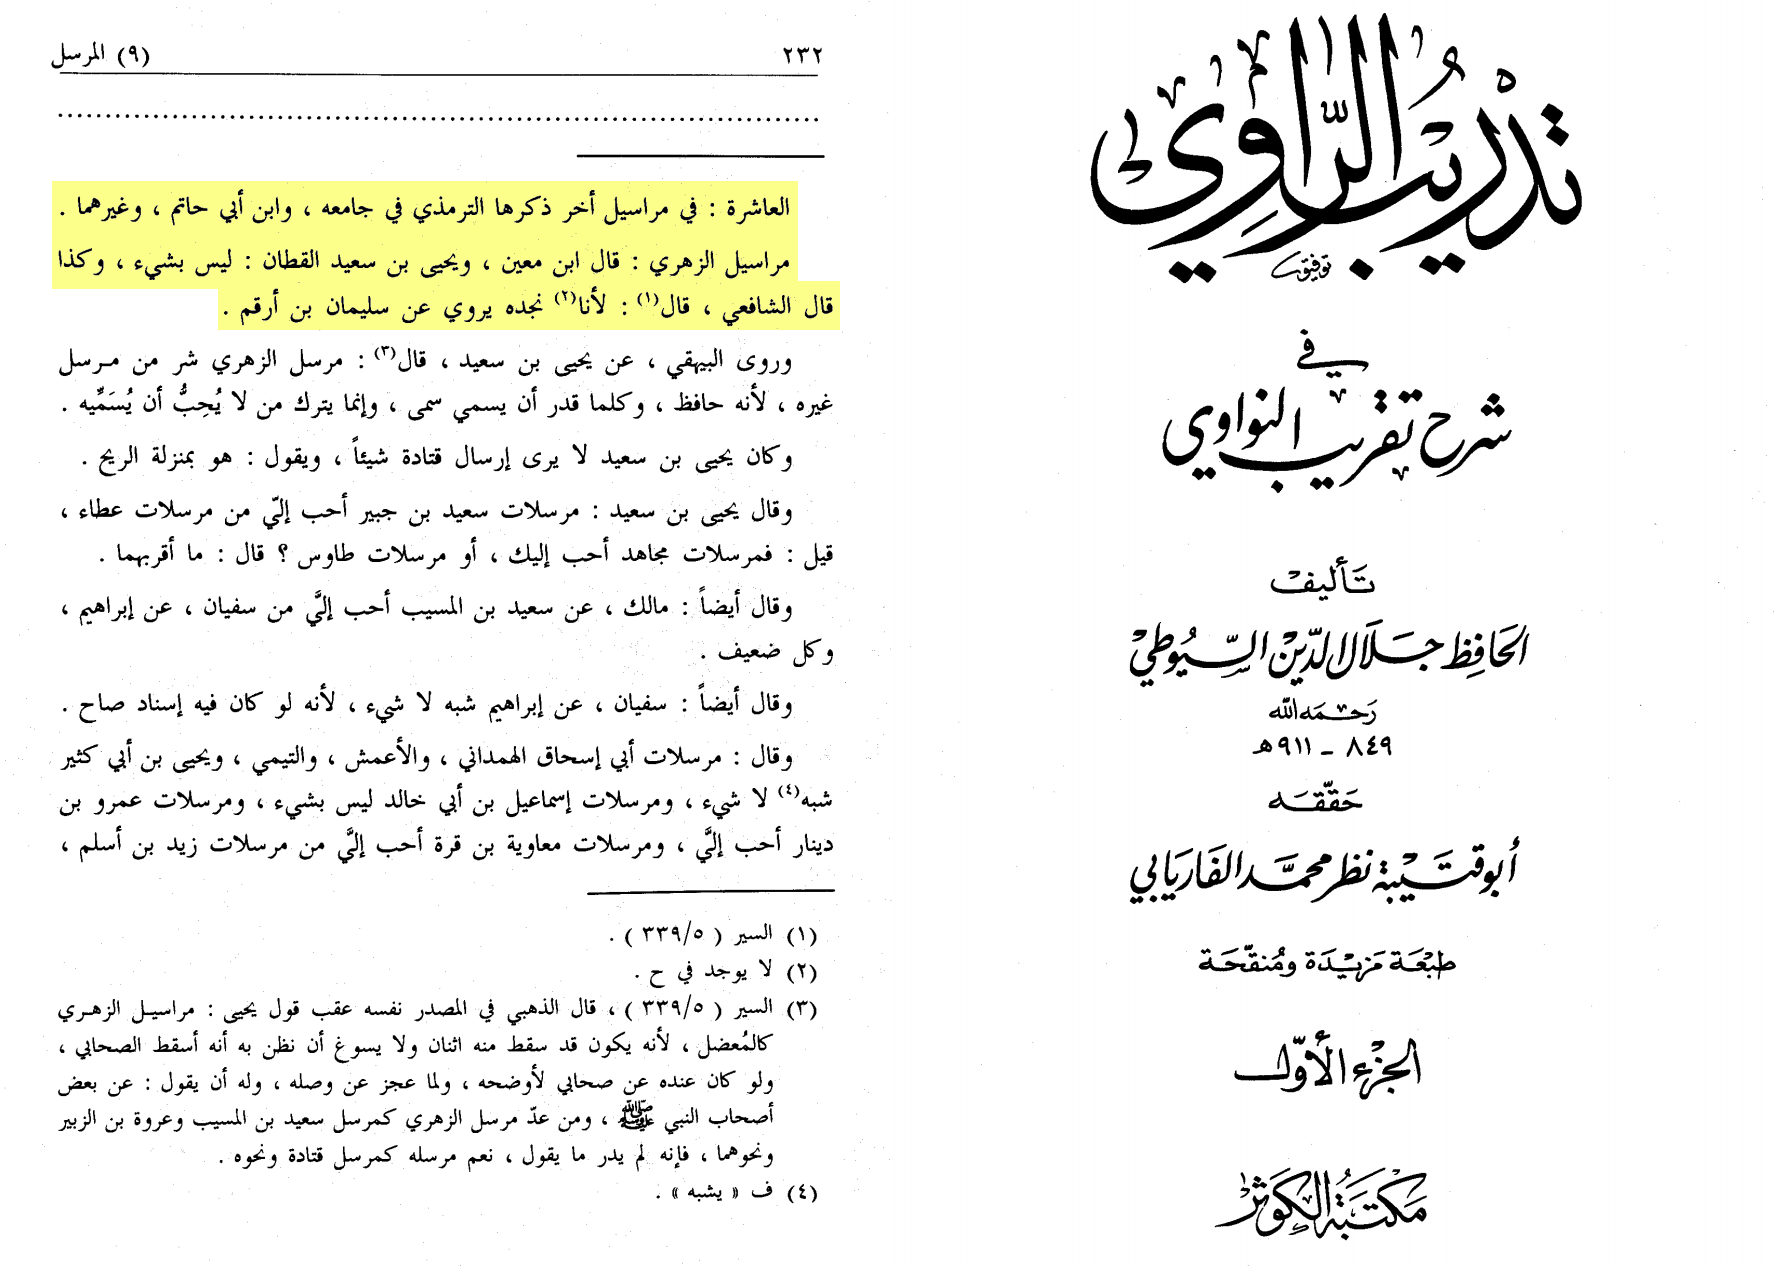 تدريب الراوي
توفيق
في
شرح تقريب النواوي
تأليف
الحافظ جلال الدين السيوطي
رحمه الله
٨٤٩ - ٩١١ هـ
حققه
أبو قتيبة نظر محمد الفاريابي
طبعة مزيدة ومنقحة
الجزء الأول
مكتبة الكوثر
٢٣٢
(٩) المرسل
العاشرة : في مراسيل أخر ذكرها الترمذي في جامعه ، وابن أبي حاتم ، وغيرهما .
مراسيل الزهري : قال ابن معين ، ويحيى بن سعيد القطان : ليس بشيء ، وكذا
قال الشافعي ، قال(١) : لأنا(٢) نجده يروي عن سليمان بن أرقم .
وروى البيهقي ، عن يحيى بن سعيد ، قال(٣) : مرسل الزهري شر من مرسل
غيره ، لأنه حافظ ، وكلما قدر أن يسمي سمى ، وإنما يترك من لا يُحِبُّ أن يُسَمِّيه .
وكان يحيى بن سعيد لا يرى إرسال قتادة شيئاً ، ويقول : هو بمنزلة الريح .
وقال يحيى بن سعيد : مرسلات سعيد بن جبير أحب إليّ من مرسلات عطاء ،
قيل : فمرسلات مجاهد أحب إليك ، أو مرسلات طاوس ؟ قال : ما أقربهما .
وقال أيضاً : مالك ، عن سعيد بن المسيب أحب إليَّ من سفيان ، عن إبراهيم ،
وكل ضعيف .
وقال أيضاً : سفيان ، عن إبراهيم شبه لا شيء ، لأنه لو كان فيه إسناد صاح .
وقال : مرسلات أبي إسحاق الهمداني ، والأعمش ، والتيمي ، ويحيى بن أبي كثير
شبه(٤) لا شيء ، ومرسلات إسماعيل بن أبي خالد ليس بشيء ، ومرسلات عمرو بن
دينار أحب إليَّ ، ومرسلات معاوية بن قرة أحب إليَّ من مرسلات زيد بن أسلم ،
(١) السير ( ٣٣٩/٥ ) .
(٢) لا يوجد في ح .
(٣) السير ( ٣٣٩/٥ ) ، قال الذهبي في المصدر نفسه عقب قول يحيى : مراسيل الزهري
كالمُعضل ، لأنه يكون قد سقط منه اثنان ولا يسوغ أن نظن به أنه أسقط الصحابي ،
ولو كان عنده عن صحابي لأوضحه ، ولما عجز عن وصله ، وله أن يقول : عن بعض
أصحاب النبي ﷺ ، ومن عدّ مرسل الزهري كمرسل سعيد بن المسيب وعروة بن الزبير
ونحوهما ، فإنه لم يدر ما يقول ، نعم مرسله كمرسل قتادة ونحوه .
(٤) ف « يشبه » .